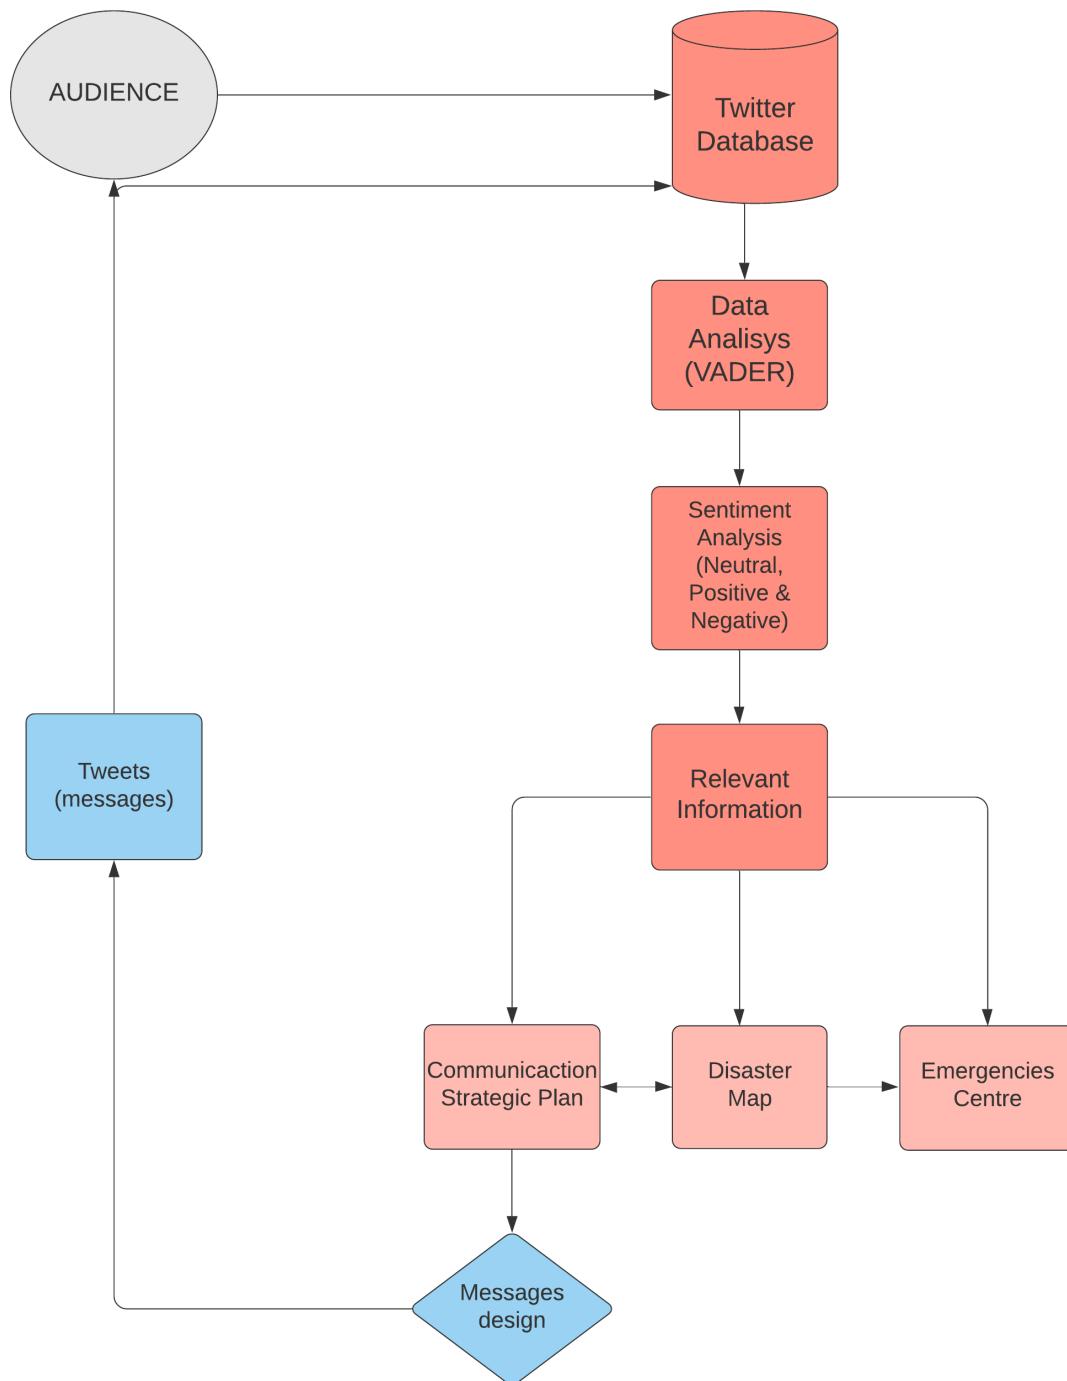 AUDIENCE
Twitter
Database
Data
Analisys
(VADER)
Sentiment
Analysis
(Neutral,
Positive &
Negative)
Relevant
Information
Tweets
(messages)
Communicaction
Strategic Plan
Disaster
Map
Emergencies
Centre
Messages
design